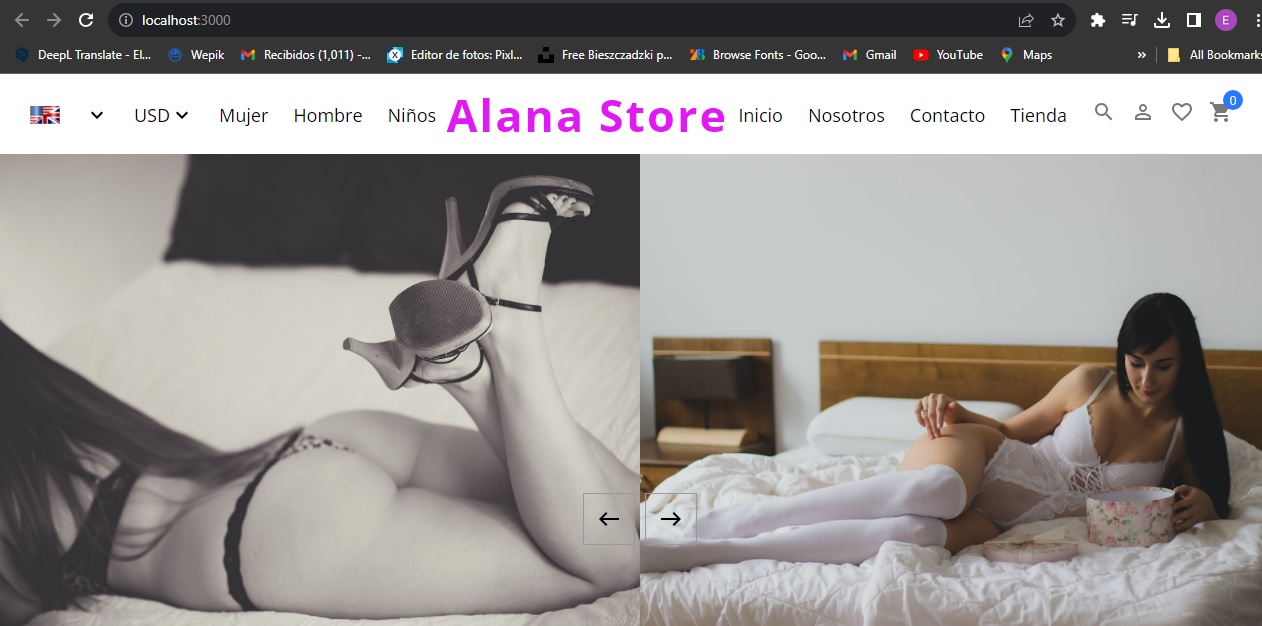 localhost:3000
E
DeepL Translate - El...
Wepik
Recibidos (1,011) -...
Editor de fotos: Pixl...
Free Bieszczadzki p...
Browse Fonts - Goo...
Gmail
YouTube
Maps
»
All Bookmarks
USD
Mujer
Hombre
Niños
Alana Store
Inicio
Nosotros
Contacto
Tienda
0